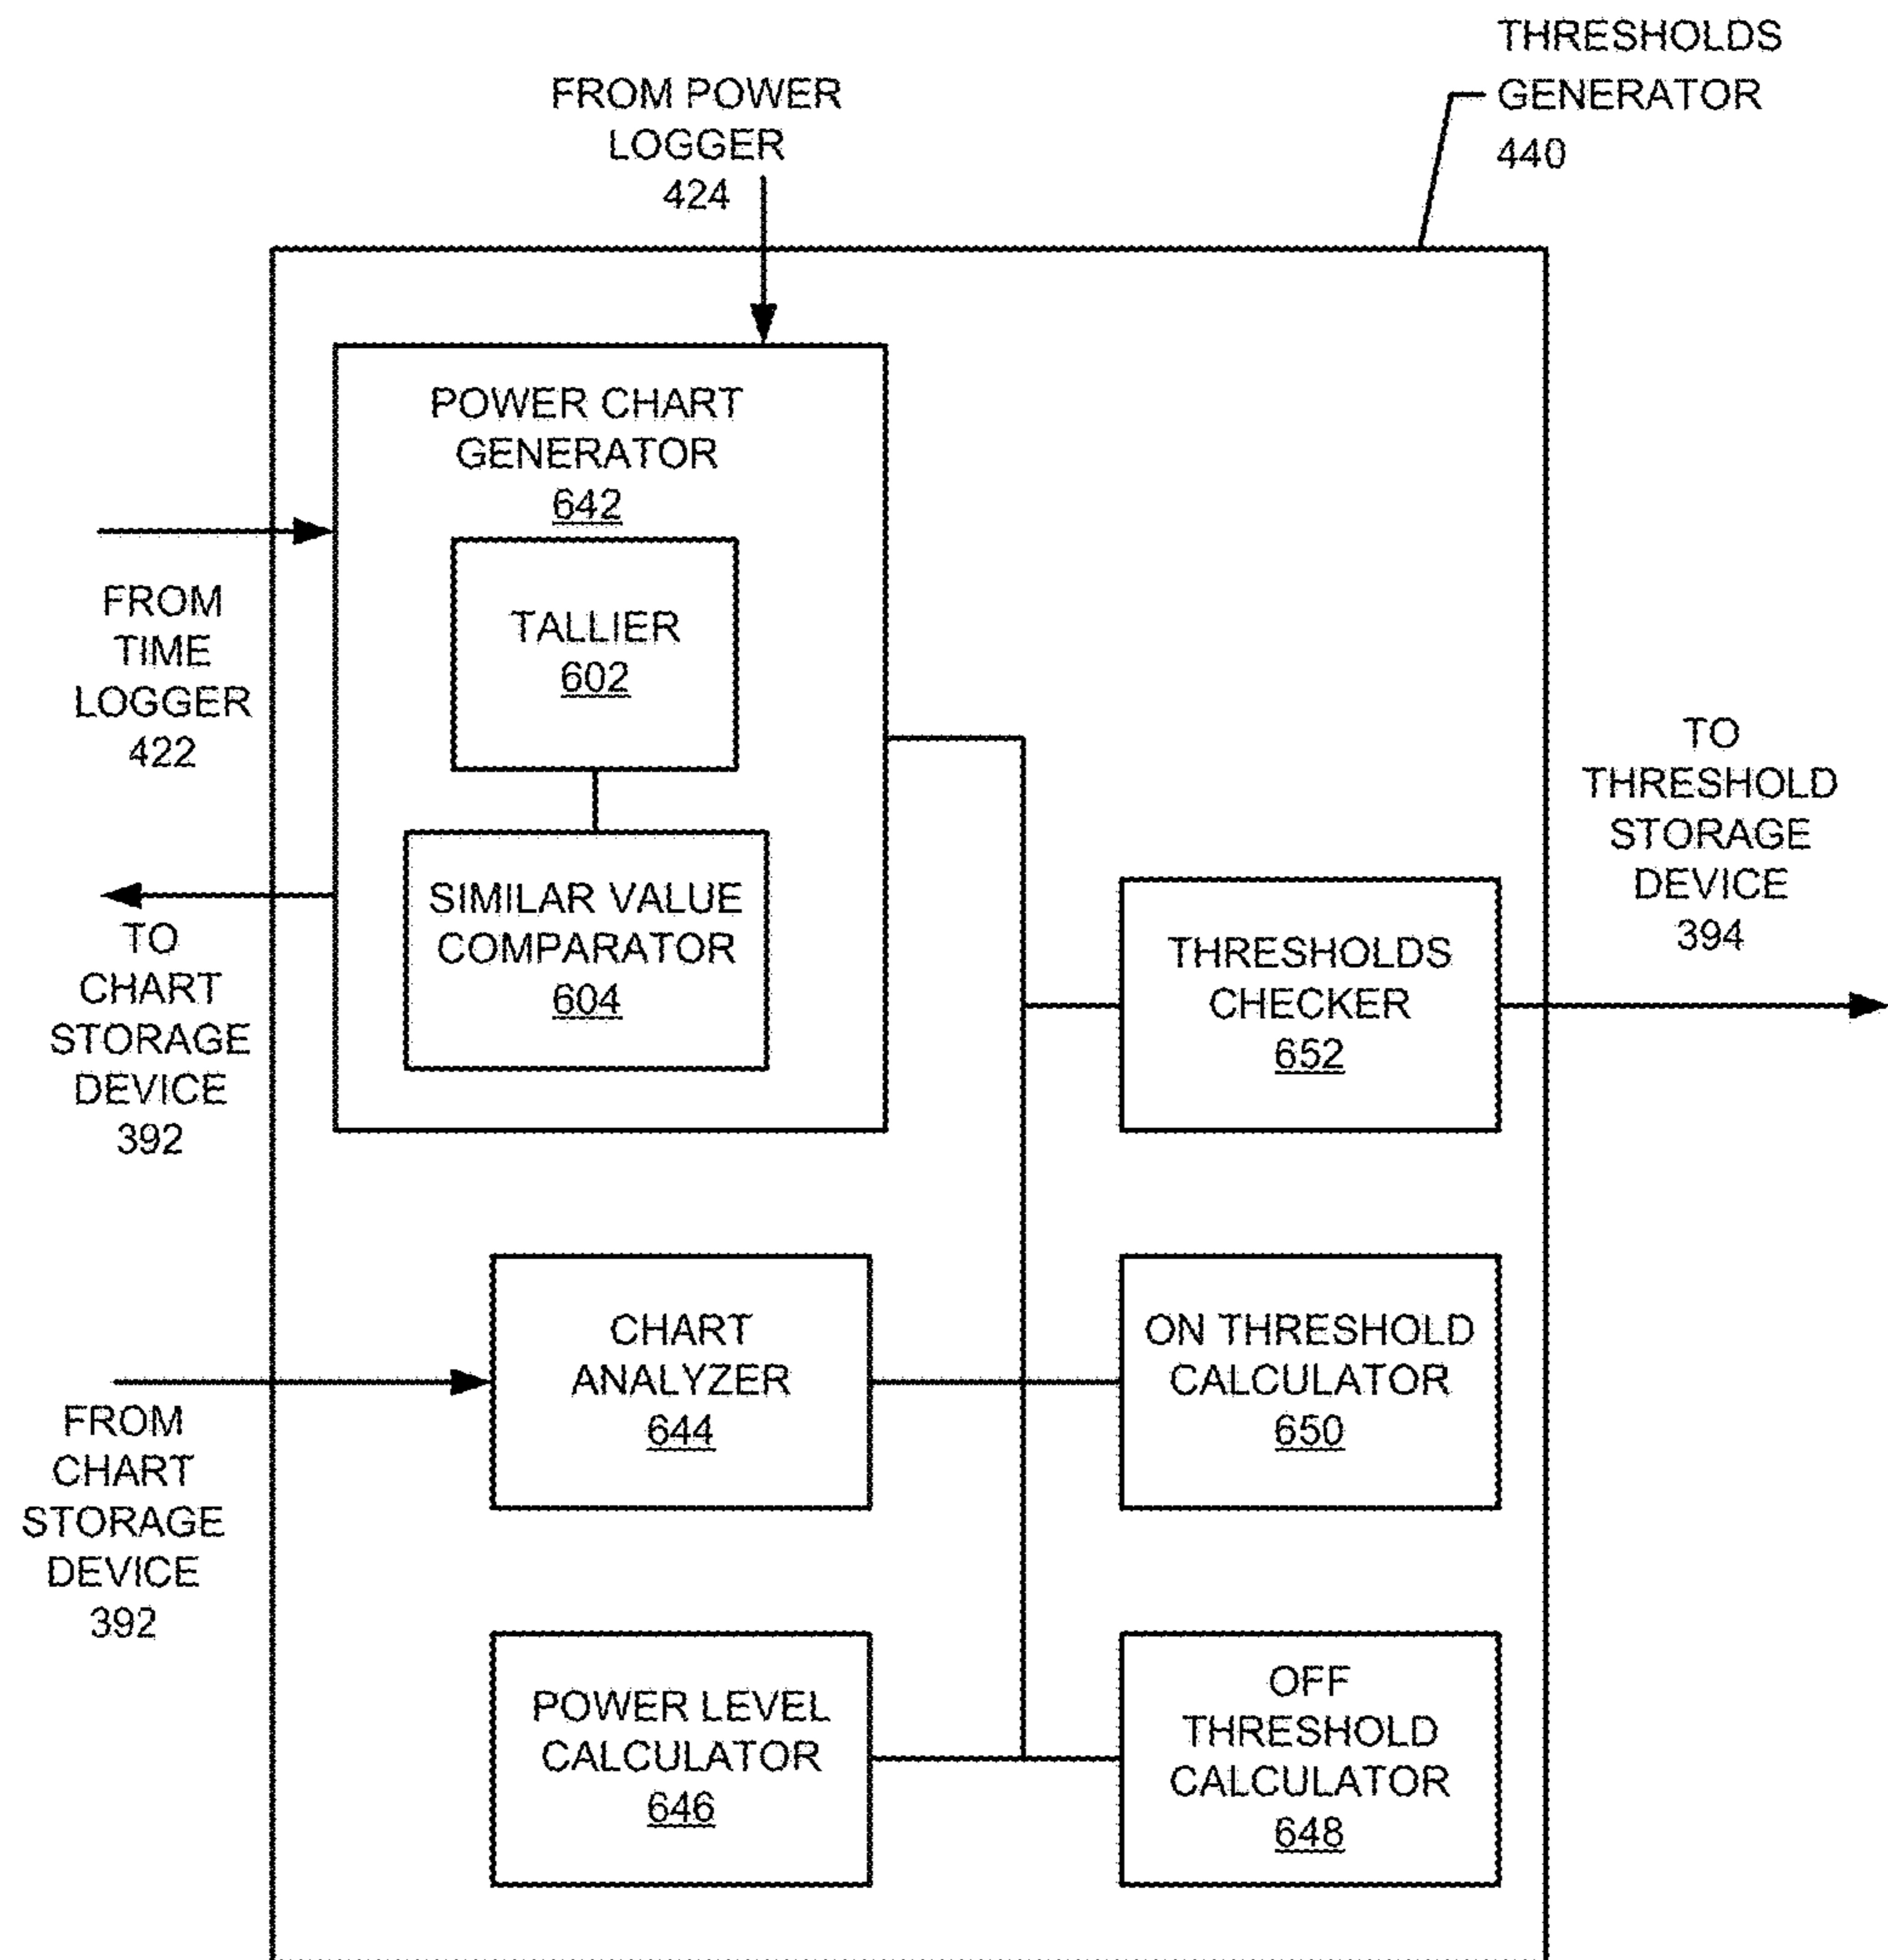 THRESHOLDS
GENERATOR
440
FROM POWER
LOGGER
424
POWER CHART
GENERATOR
642
TALLIER
602
SIMILAR VALUE
COMPARATOR
604
FROM
TIME
LOGGER
422
TO
CHART
STORAGE
DEVICE
392
TO
THRESHOLD
STORAGE
DEVICE
394
THRESHOLDS
CHECKER
652
CHART
ANALYZER
644
ON THRESHOLD
CALCULATOR
650
FROM
CHART
STORAGE
DEVICE
392
POWER LEVEL
CALCULATOR
646
OFF
THRESHOLD
CALCULATOR
648